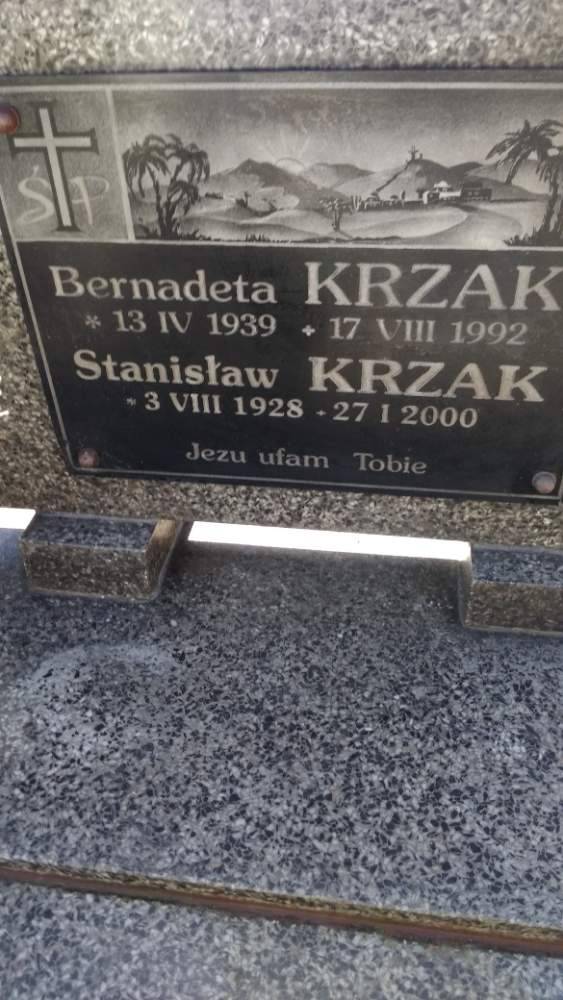 ŚP
Bernadeta KRZAK
* 13 IV 1939 + 17 VIII 1992
Stanisław KRZAK
* 3 VIII 1928 + 27 I 2000
Jezu ufam Tobie